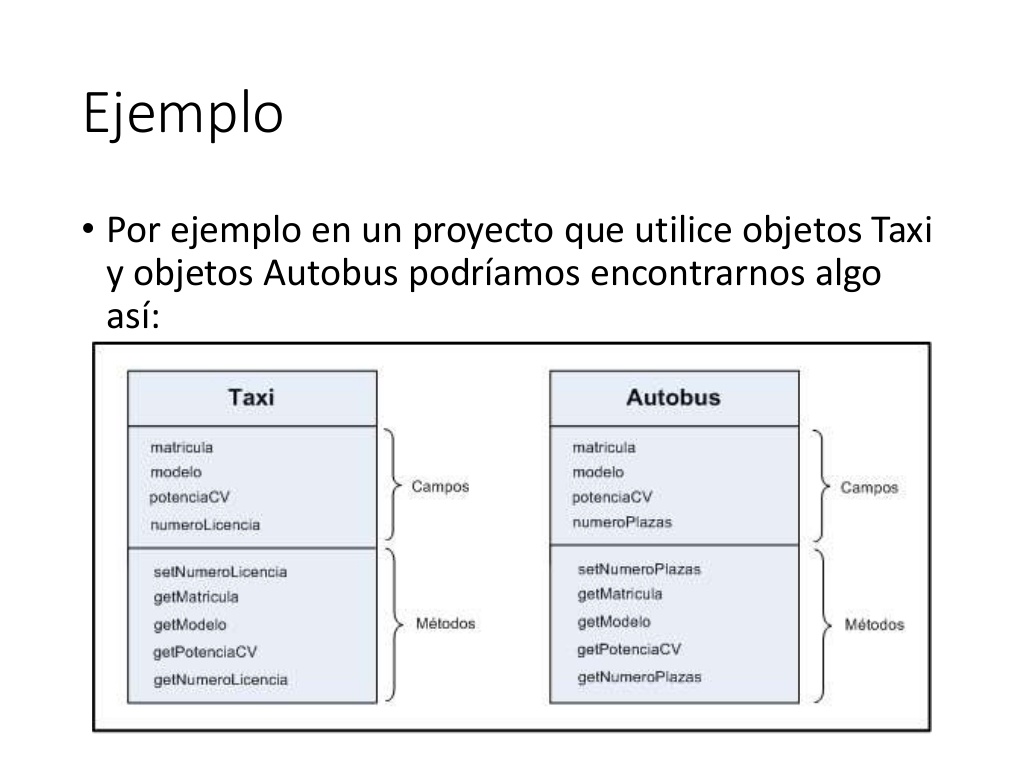 Ejemplo
• Por ejemplo en un proyecto que utilice objetos Taxi
y objetos Autobus podríamos encontrarnos algo
así:
Taxi
matricula
modelo
potenciaCV
numeroLicencia
Campos
setNumeroLicencia
getMatricula
getModelo
getPotenciaCV
getNumeroLicencia
Métodos
Autobus
matricula
modelo
potenciaCV
numeroPlazas
Campos
setNumeroPlazas
getMatricula
getModelo
getPotenciaCV
getNumeroPlazas
Métodos